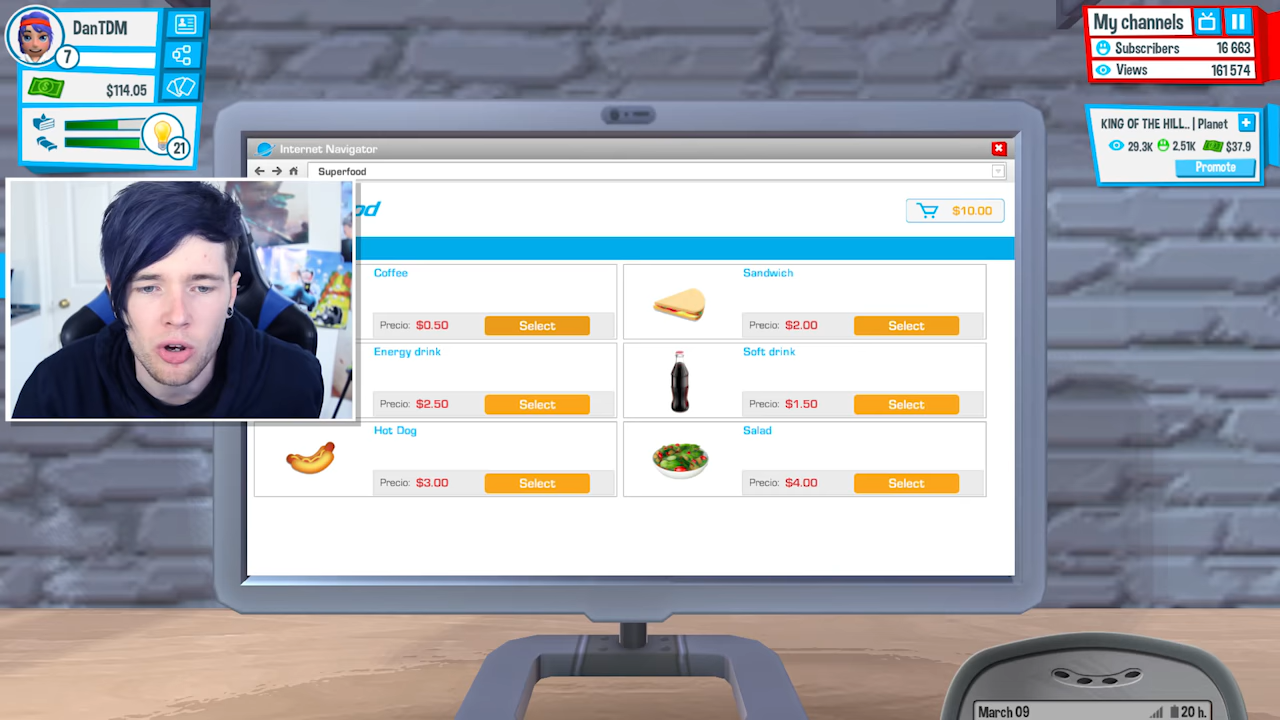 DanTDM
7
$114.05
21
My channels
Subscribers 16 663
Views 161 574
KING OF THE HILL.. | Planet
29.3K 2.51K $37.9
Promote
Internet Navigator
Superfood
od
$10.00
Coffee
Precio: $0.50 Select
Sandwich
Precio: $2.00 Select
Energy drink
Precio: $2.50 Select
Soft drink
Precio: $1.50 Select
Hot Dog
Precio: $3.00 Select
Salad
Precio: $4.00 Select
March 09 20 h.